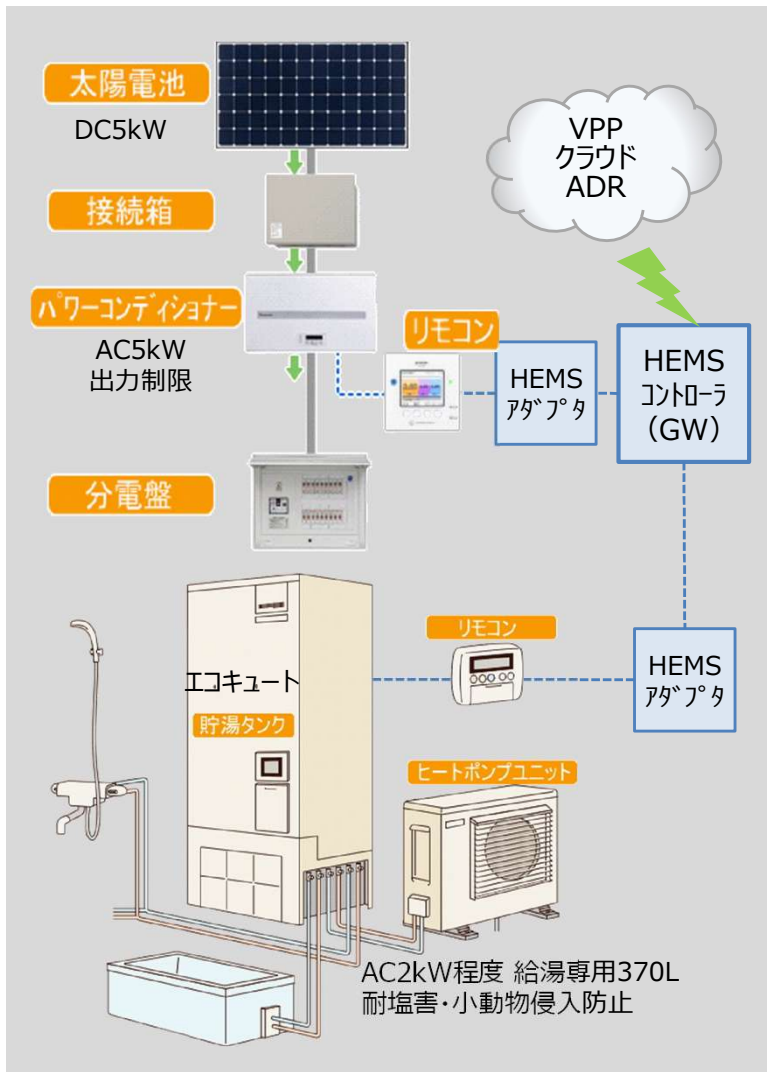 太陽電池
DC5kW
VPP
クラウド
ADR
接続箱
パワーコンディショナー
AC5kW
出力制限
リモコン
HEMS
アダプタ
HEMS
コントローラ
（GW）
分電盤
リモコン
HEMS
アダプタ
エコキュート
貯湯タンク
ヒートポンプユニット
AC2kW程度 給湯専用370L
耐塩害・小動物侵入防止